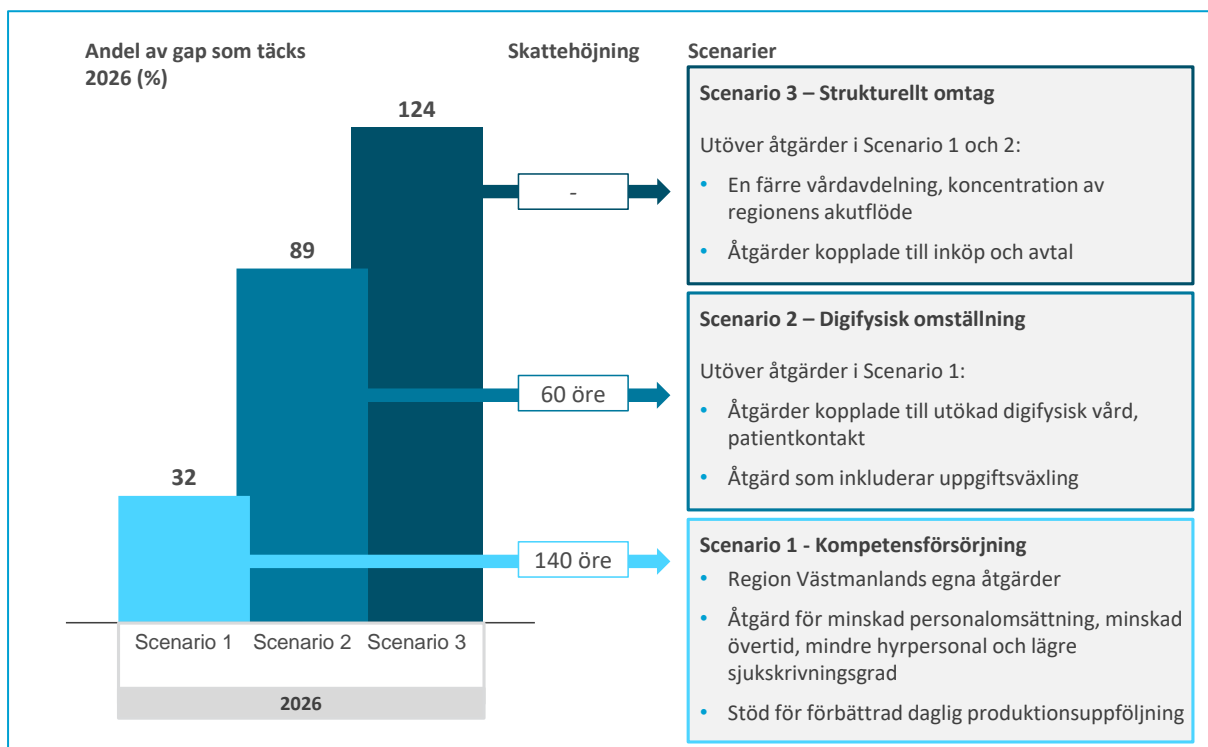 Andel av gap som täcks
2026 (%)
Skattehöjning
Scenarier
124
89
32
-
60 öre
140 öre
Scenario 1
Scenario 2
Scenario 3
2026
Scenario 3 – Strukturellt omtag
Utöver åtgärder i Scenario 1 och 2:
• En färre vårdavdelning, koncentration av
regionens akutflöde
• Åtgärder kopplade till inköp och avtal
Scenario 2 – Digifysisk omställning
Utöver åtgärder i Scenario 1:
• Åtgärder kopplade till utökad digifysisk vård,
patientkontakt
• Åtgärd som inkluderar uppgiftsväxling
Scenario 1 - Kompetensförsörjning
• Region Västmanlands egna åtgärder
• Åtgärd för minskad personalomsättning, minskad
övertid, mindre hyrpersonal och lägre
sjukskrivningsgrad
• Stöd för förbättrad daglig produktionsuppföljning